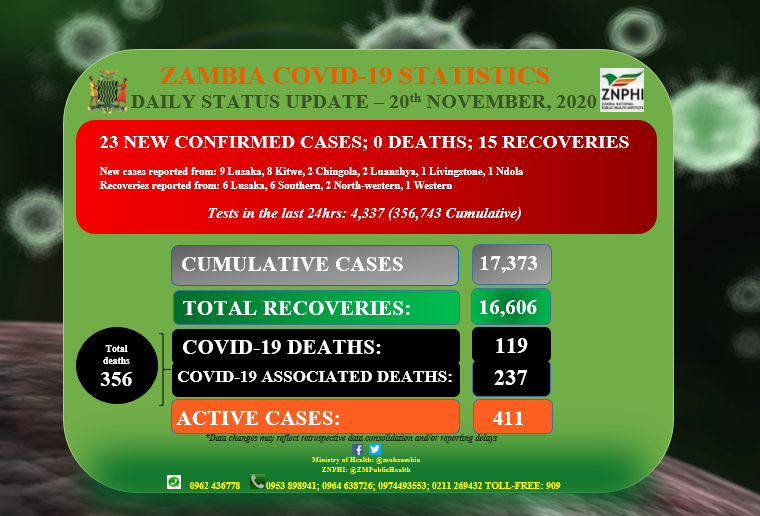 ZAMBIA COVID-19 STATISTICS
DAILY STATUS UPDATE – 20th NOVEMBER, 2020
ZNPHI
ZAMBIA NATIONAL
PUBLIC HEALTH INSTITUTE
23 NEW CONFIRMED CASES; 0 DEATHS; 15 RECOVERIES
New cases reported from: 9 Lusaka, 8 Kitwe, 2 Chingola, 2 Luanshya, 1 Livingstone, 1 Ndola
Recoveries reported from: 6 Lusaka, 6 Southern, 2 North-western, 1 Western
Tests in the last 24hrs: 4,337 (356,743 Cumulative)
CUMULATIVE CASES 17,373
TOTAL RECOVERIES: 16,606
Total
deaths
356
COVID-19 DEATHS: 119
COVID-19 ASSOCIATED DEATHS: 237
ACTIVE CASES: 411
*Data changes may reflect retrospective data consolidation and/or reporting delays
Ministry of Health: @mohzambia
ZNPHI: @ZMPublicHealth
0962 436778 0953 898941; 0964 638726; 0974493553; 0211 269432 TOLL-FREE: 909